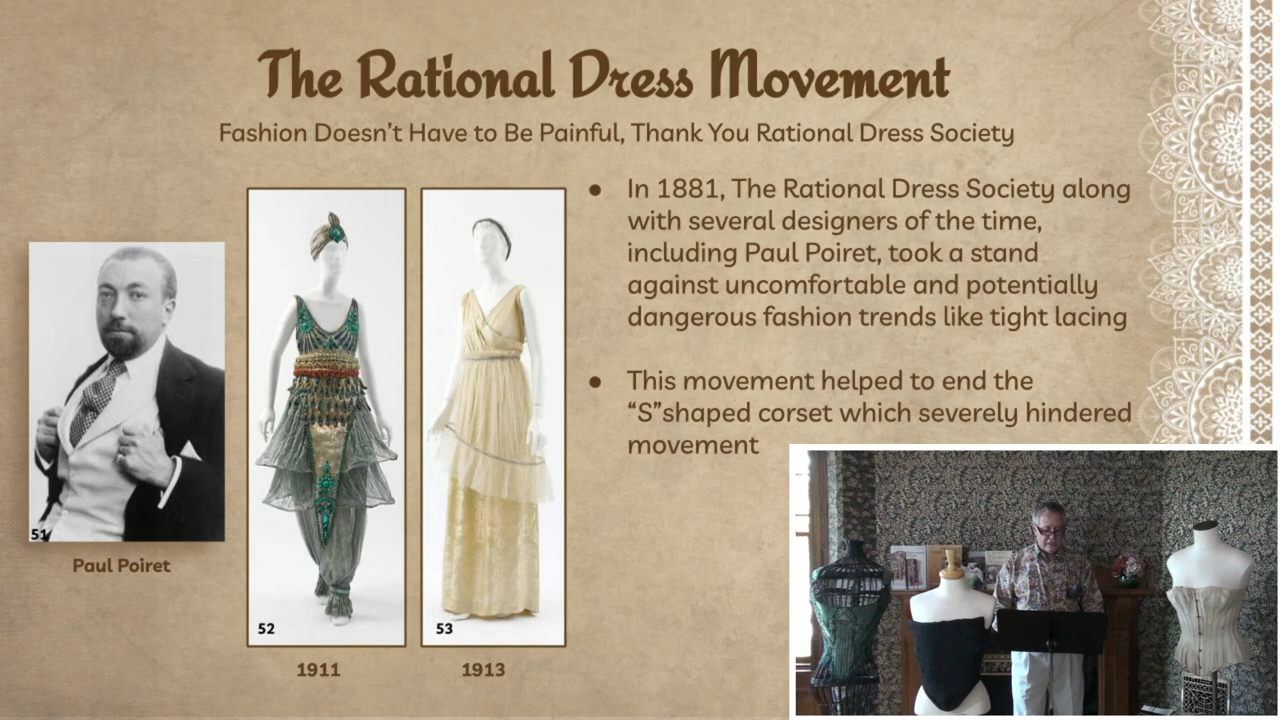 The Rational Dress Movement
Fashion Doesn't Have to Be Painful, Thank You Rational Dress Society
● In 1881, The Rational Dress Society along
with several designers of the time,
including Paul Poiret, took a stand
against uncomfortable and potentially
dangerous fashion trends like tight lacing
● This movement helped to end the
“S”shaped corset which severely hindered
movement
51
Paul Poiret
52
1911
53
1913